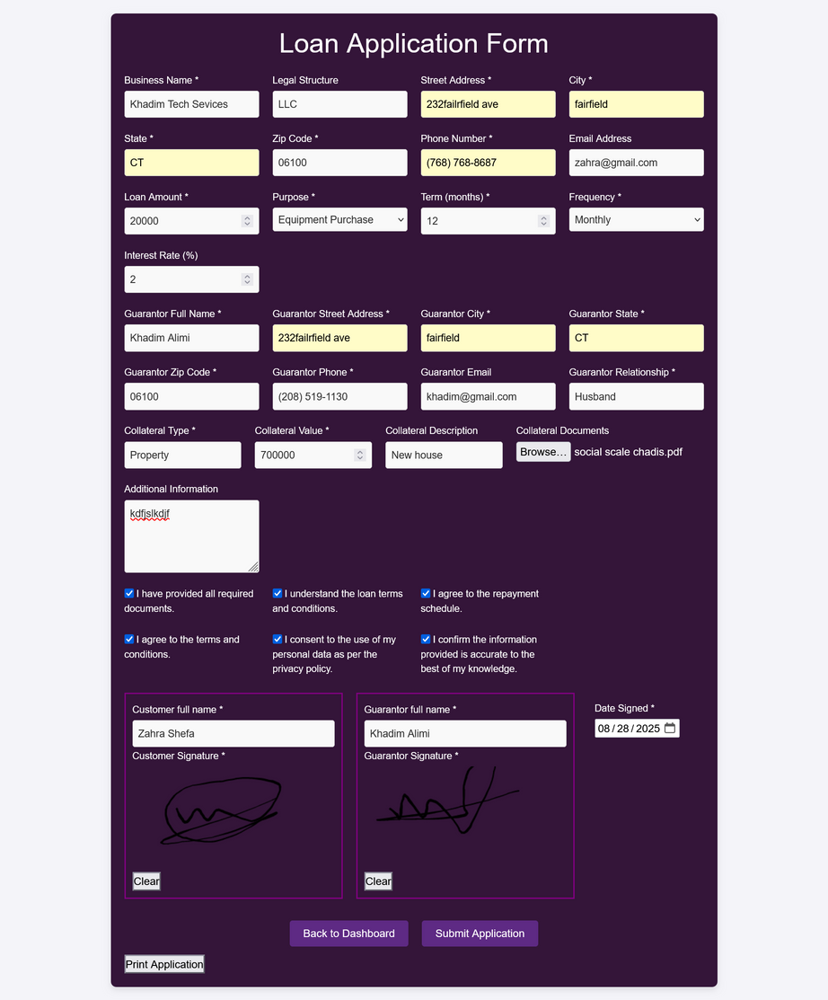 Loan Application Form
Business Name * Legal Structure Street Address * City *
Khadim Tech Sevices LLC 232failrfield ave fairfield
State * Zip Code * Phone Number * Email Address
CT 06100 (768) 768-8687 zahra@gmail.com
Loan Amount * Purpose * Term (months) * Frequency *
20000 Equipment Purchase 12 Monthly
Interest Rate (%)
2
Guarantor Full Name * Guarantor Street Address * Guarantor City * Guarantor State *
Khadim Alimi 232failrfield ave fairfield CT
Guarantor Zip Code * Guarantor Phone * Guarantor Email Guarantor Relationship *
06100 (208) 519-1130 khadim@gmail.com Husband
Collateral Type * Collateral Value * Collateral Description Collateral Documents
Property 700000 New house Browse... social scale chadis.pdf
Additional Information
kdfjslkdjf
I have provided all required
documents.
I understand the loan terms
and conditions.
I agree to the repayment
schedule.
I agree to the terms and
conditions.
I consent to the use of my
personal data as per the
privacy policy.
I confirm the information
provided is accurate to the
best of my knowledge.
Customer full name *
Zahra Shefa
Customer Signature *
Clear
Guarantor full name *
Khadim Alimi
Guarantor Signature *
Clear
Date Signed *
08/28/2025
Back to Dashboard Submit Application
Print Application